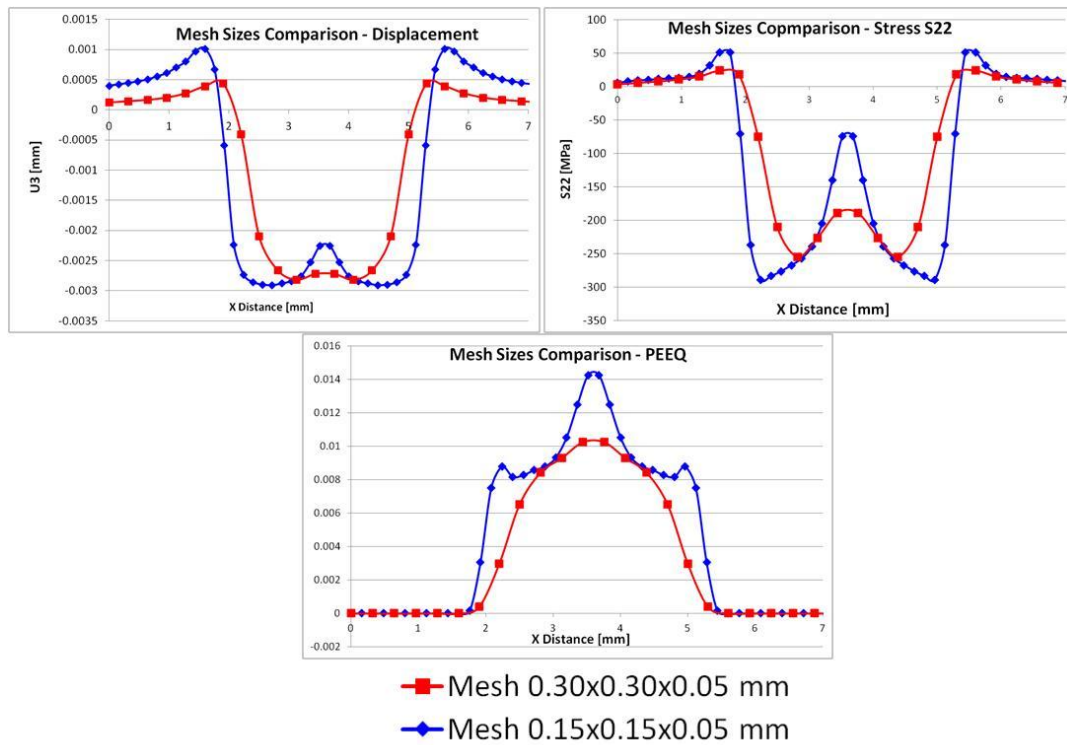 Mesh Sizes Comparison - Displacement
0.0015
0.001
0.0005
0
-0.0005
-0.001
-0.0015
-0.002
-0.0025
-0.003
-0.0035
0 1 2 3 4 5 6 7
U3 [mm]
X Distance [mm]
Mesh Sizes Copmparison - Stress S22
100
50
0
-50
-100
-150
-200
-250
-300
-350
0 1 2 3 4 5 6 7
S22 [MPa]
X Distance [mm]
Mesh Sizes Comparison - PEEQ
0.016
0.014
0.012
0.01
0.008
0.006
0.004
0.002
0
-0.002
0 1 2 3 4 5 6 7
X Distance [mm]
Mesh 0.30x0.30x0.05 mm
Mesh 0.15x0.15x0.05 mm